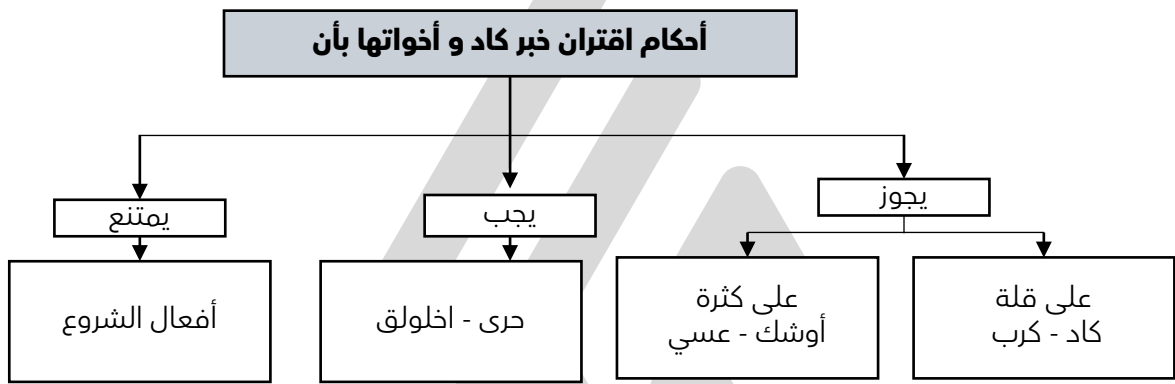 أحكام اقتران خبر كاد و أخواتها بأن
يجوز
يجب
يمتنع
على قلة
كاد - كرب
على كثرة
أوشك - عسي
حرى - اخلولق
أفعال الشروع